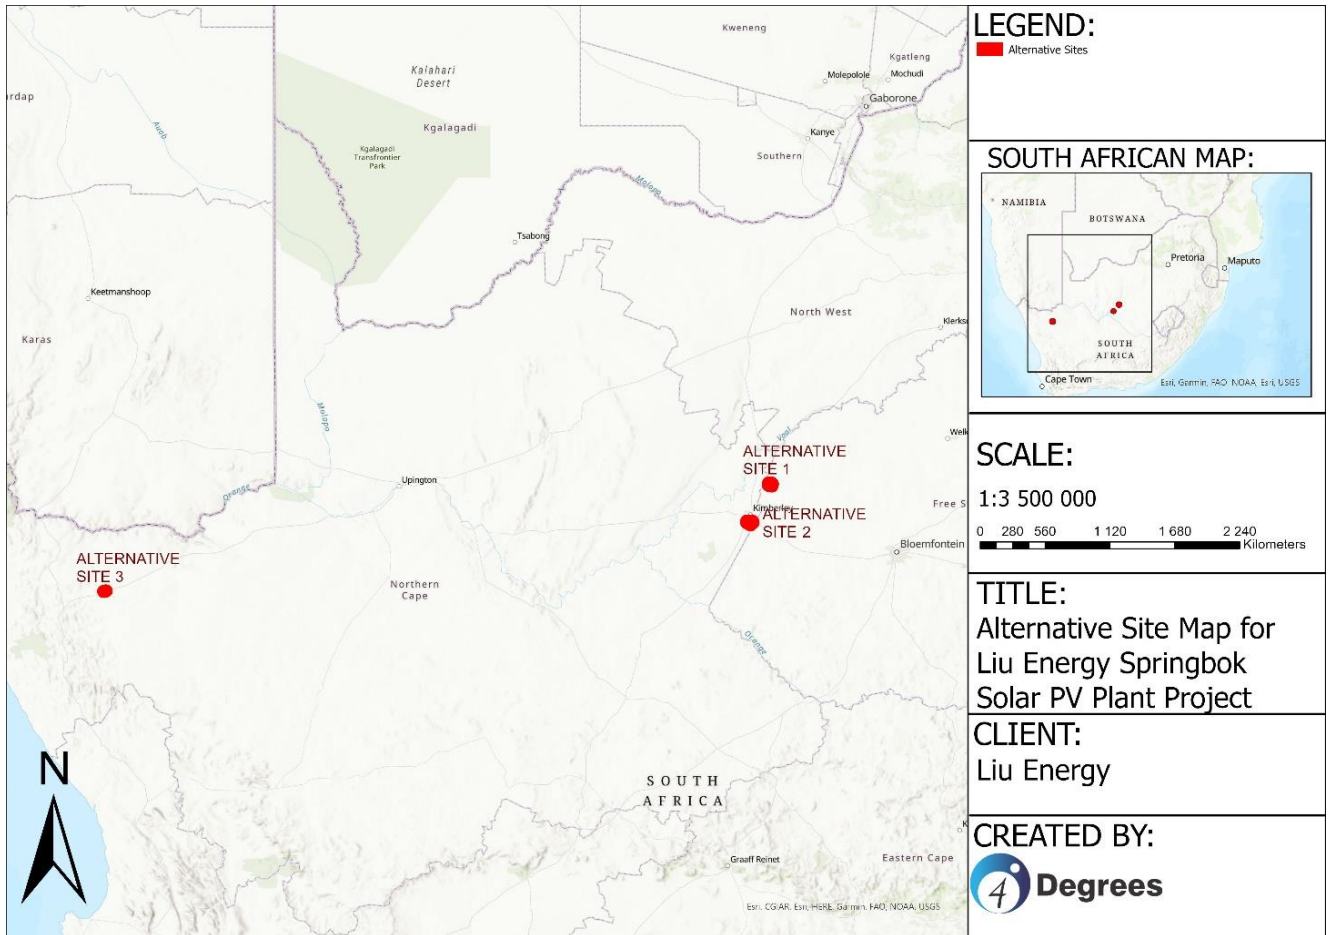 Kweneng
Kalahari
Desert
Kgatleng
Molepolole
Mochudi
ardap
Gaborone
Auob
Kgalagadi
Kanye
Kgalagadi
Transfrontier
Park
Southern
Molopo
Tsabong
Keetmanshoop
North West
Klerks
Karas
Molopo
Vaal
Welk
ALTERNATIVE
SITE 1
Upington
Orange
Kimberley
Free S
ALTERNATIVE
SITE 2
Bloemfontein
ALTERNATIVE
SITE 3
Northern
Cape
Orange
N
SOUTH
AFRICA
K
Graaff Reinet
Eastern Cape
Esri, CGIAR, Esri, HERE, Garmin, FAO, NOAA, USGS
LEGEND:
Alternative Sites
SOUTH AFRICAN MAP:
NAMIBIA
BOTSWANA
Pretoria
Maputo
SOUTH
AFRICA
Cape Town
Esri, Garmin, FAO, NOAA, Esri, USGS
SCALE:
1:3 500 000
0 280 560 1 120 1 680 2 240
Kilometers
TITLE:
Alternative Site Map for
Liu Energy Springbok
Solar PV Plant Project
CLIENT:
Liu Energy
CREATED BY:
4 Degrees